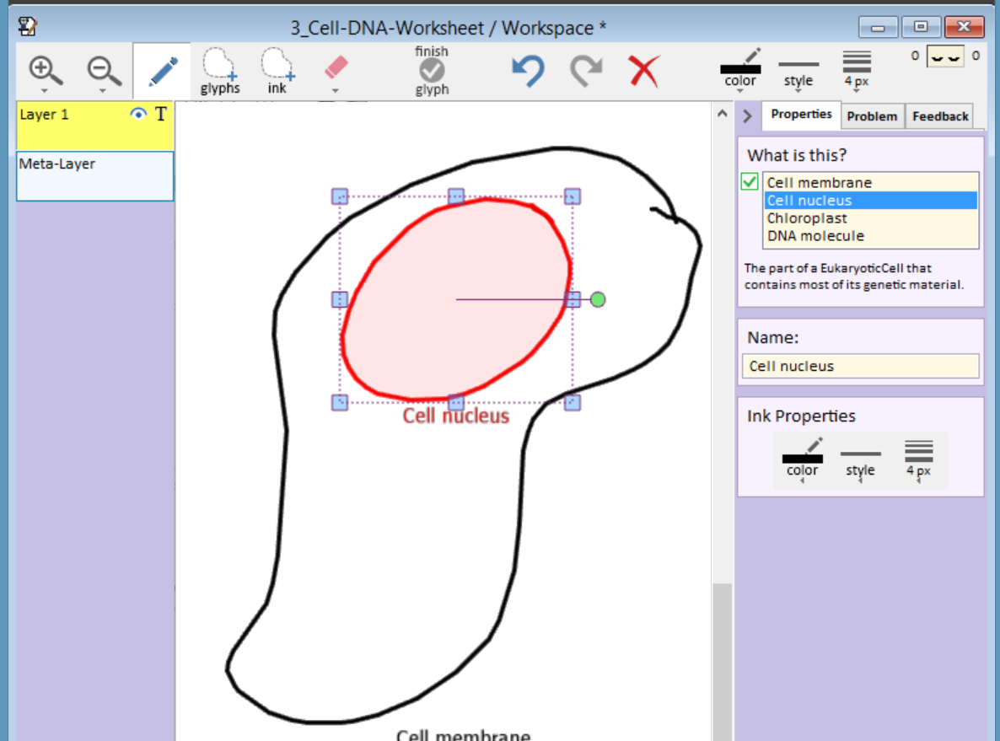 3_Cell-DNA-Worksheet / Workspace *
glyphs
ink
finish
glyph
color
style
4 px
0
0
Layer 1
T
Meta-Layer
Cell nucleus
Cell membrane
Properties
Problem
Feedback
What is this?
Cell membrane
Cell nucleus
Chloroplast
DNA molecule
The part of a EukaryoticCell that
contains most of its genetic material.
Name:
Cell nucleus
Ink Properties
color
style
4 px